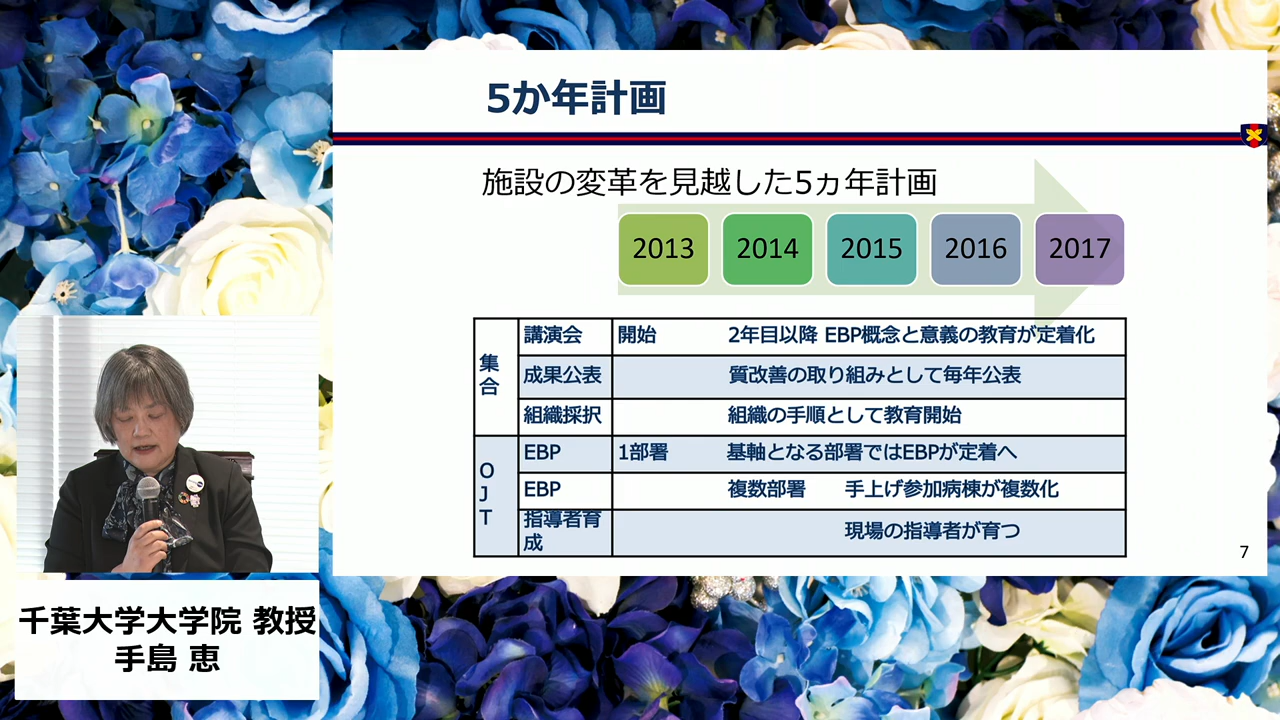 5か年計画
施設の変革を見越した5ヵ年計画
2013 2014 2015 2016 2017
集合
講演会 開始 2年目以降 EBP概念と意義の教育が定着化
成果公表 質改善の取り組みとして毎年公表
組織採択 組織の手順として教育開始
OJT
EBP 1部署 基軸となる部署ではEBPが定着へ
EBP 複数部署 手上げ参加病棟が複数化
指導者育
成 現場の指導者が育つ
7
千葉大学大学院 教授
手島 恵